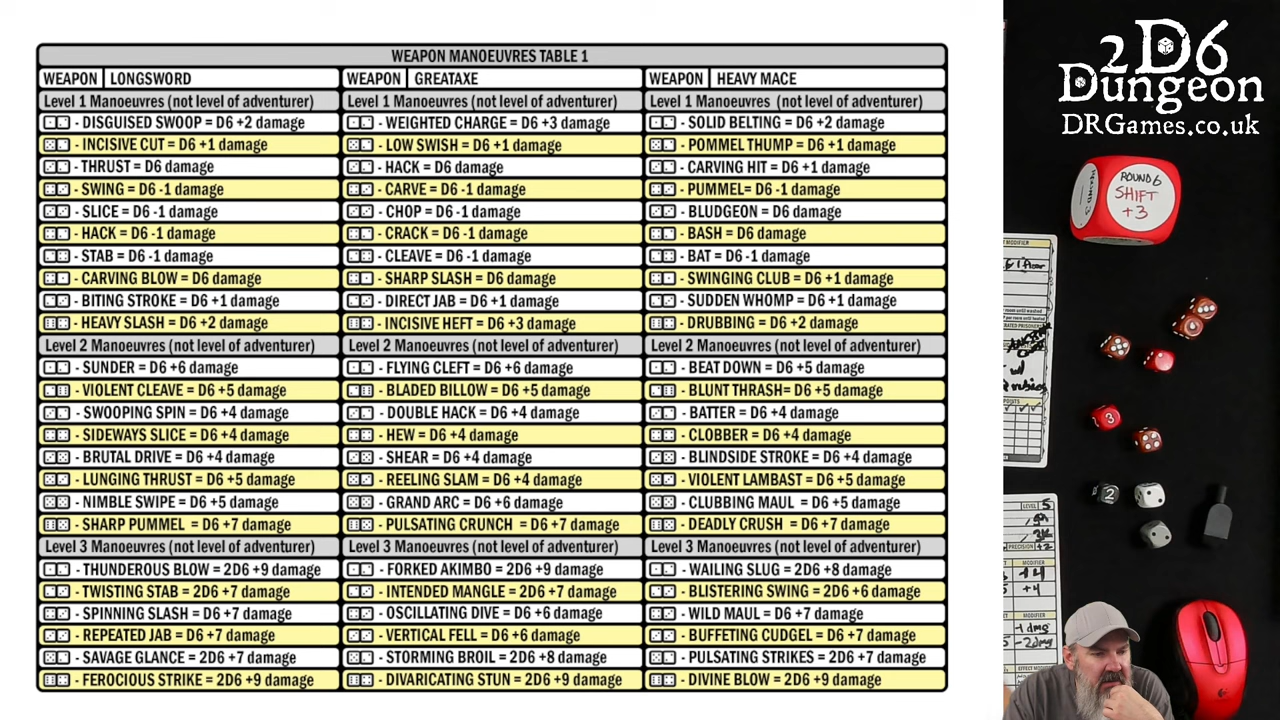 WEAPON MANOEUVRES TABLE 1
WEAPON LONGSWORD
Level 1 Manoeuvres (not level of adventurer)
- DISGUISED SWOOP = D6 +2 damage
- INCISIVE CUT = D6 +1 damage
- THRUST = D6 damage
- SWING = D6 -1 damage
- SLICE = D6 -1 damage
- HACK = D6 -1 damage
- STAB = D6 -1 damage
- CARVING BLOW = D6 damage
- BITING STROKE = D6 +1 damage
- HEAVY SLASH = D6 +2 damage
Level 2 Manoeuvres (not level of adventurer)
- SUNDER = D6 +6 damage
- VIOLENT CLEAVE = D6 +5 damage
- SWOOPING SPIN = D6 +4 damage
- SIDEWAYS SLICE = D6 +4 damage
- BRUTAL DRIVE = D6 +4 damage
- LUNGING THRUST = D6 +5 damage
- NIMBLE SWIPE = D6 +5 damage
- SHARP PUMMEL = D6 +7 damage
Level 3 Manoeuvres (not level of adventurer)
- THUNDEROUS BLOW = 2D6 +9 damage
- TWISTING STAB = 2D6 +7 damage
- SPINNING SLASH = D6 +7 damage
- REPEATED JAB = D6 +7 damage
- SAVAGE GLANCE = 2D6 +7 damage
- FEROCIOUS STRIKE = 2D6 +9 damage
WEAPON GREATAXE
Level 1 Manoeuvres (not level of adventurer)
- WEIGHTED CHARGE = D6 +3 damage
- LOW SWISH = D6 +1 damage
- HACK = D6 damage
- CARVE = D6 -1 damage
- CHOP = D6 -1 damage
- CRACK = D6 -1 damage
- CLEAVE = D6 -1 damage
- SHARP SLASH = D6 damage
- DIRECT JAB = D6 +1 damage
- INCISIVE HEFT = D6 +3 damage
Level 2 Manoeuvres (not level of adventurer)
- FLYING CLEFT = D6 +6 damage
- BLADED BILLOW = D6 +5 damage
- DOUBLE HACK = D6 +4 damage
- HEW = D6 +4 damage
- SHEAR = D6 +4 damage
- REELING SLAM = D6 +4 damage
- GRAND ARC = D6 +6 damage
- PULSATING CRUNCH = D6 +7 damage
Level 3 Manoeuvres (not level of adventurer)
- FORKED AKIMBO = 2D6 +9 damage
- INTENDED MANGLE = 2D6 +7 damage
- OSCILLATING DIVE = D6 +6 damage
- VERTICAL FELL = D6 +6 damage
- STORMING BROIL = 2D6 +8 damage
- DIVARICATING STUN = 2D6 +9 damage
WEAPON HEAVY MACE
Level 1 Manoeuvres (not level of adventurer)
- SOLID BELTING = D6 +2 damage
- POMMEL THUMP = D6 +1 damage
- CARVING HIT = D6 +1 damage
- PUMMEL= D6 -1 damage
- BLUDGEON = D6 damage
- BASH = D6 damage
- BAT = D6 -1 damage
- SWINGING CLUB = D6 +1 damage
- SUDDEN WHOMP = D6 +1 damage
- DRUBBING = D6 +2 damage
Level 2 Manoeuvres (not level of adventurer)
- BEAT DOWN = D6 +5 damage
- BLUNT THRASH= D6 +5 damage
- BATTER = D6 +4 damage
- CLOBBER = D6 +4 damage
- BLINDSIDE STROKE = D6 +4 damage
- VIOLENT LAMBAST = D6 +5 damage
- CLUBBING MAUL = D6 +5 damage
- DEADLY CRUSH = D6 +7 damage
Level 3 Manoeuvres (not level of adventurer)
- WAILING SLUG = 2D6 +8 damage
- BLISTERING SWING = 2D6 +6 damage
- WILD MAUL = D6 +7 damage
- BUFFETING CUDGEL = D6 +7 damage
- PULSATING STRIKES = 2D6 +7 damage
- DIVINE BLOW = 2D6 +9 damage
2D6
Dungeon
DRGames.co.uk
ROUND 6
SHIFT
+3
3
2
LEVEL 5
PRECISION +2
MODIFIER
+4
+4